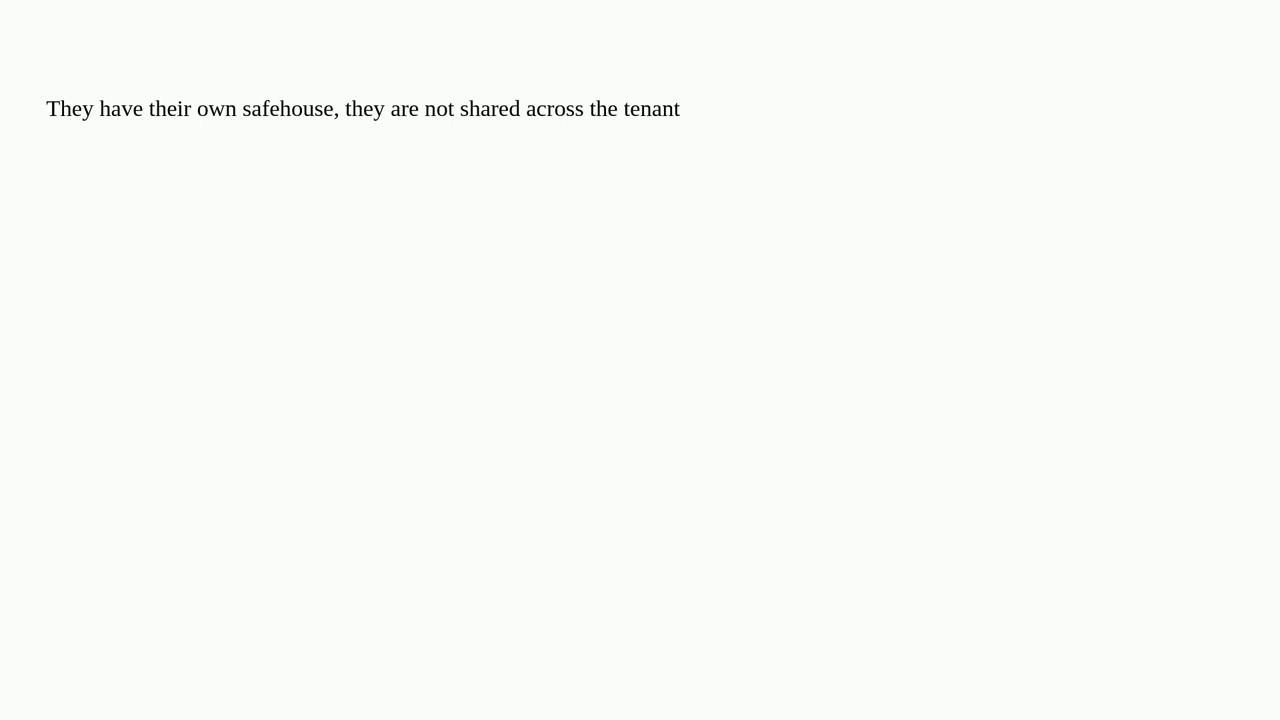 They have their own safehouse, they are not shared across the tenant